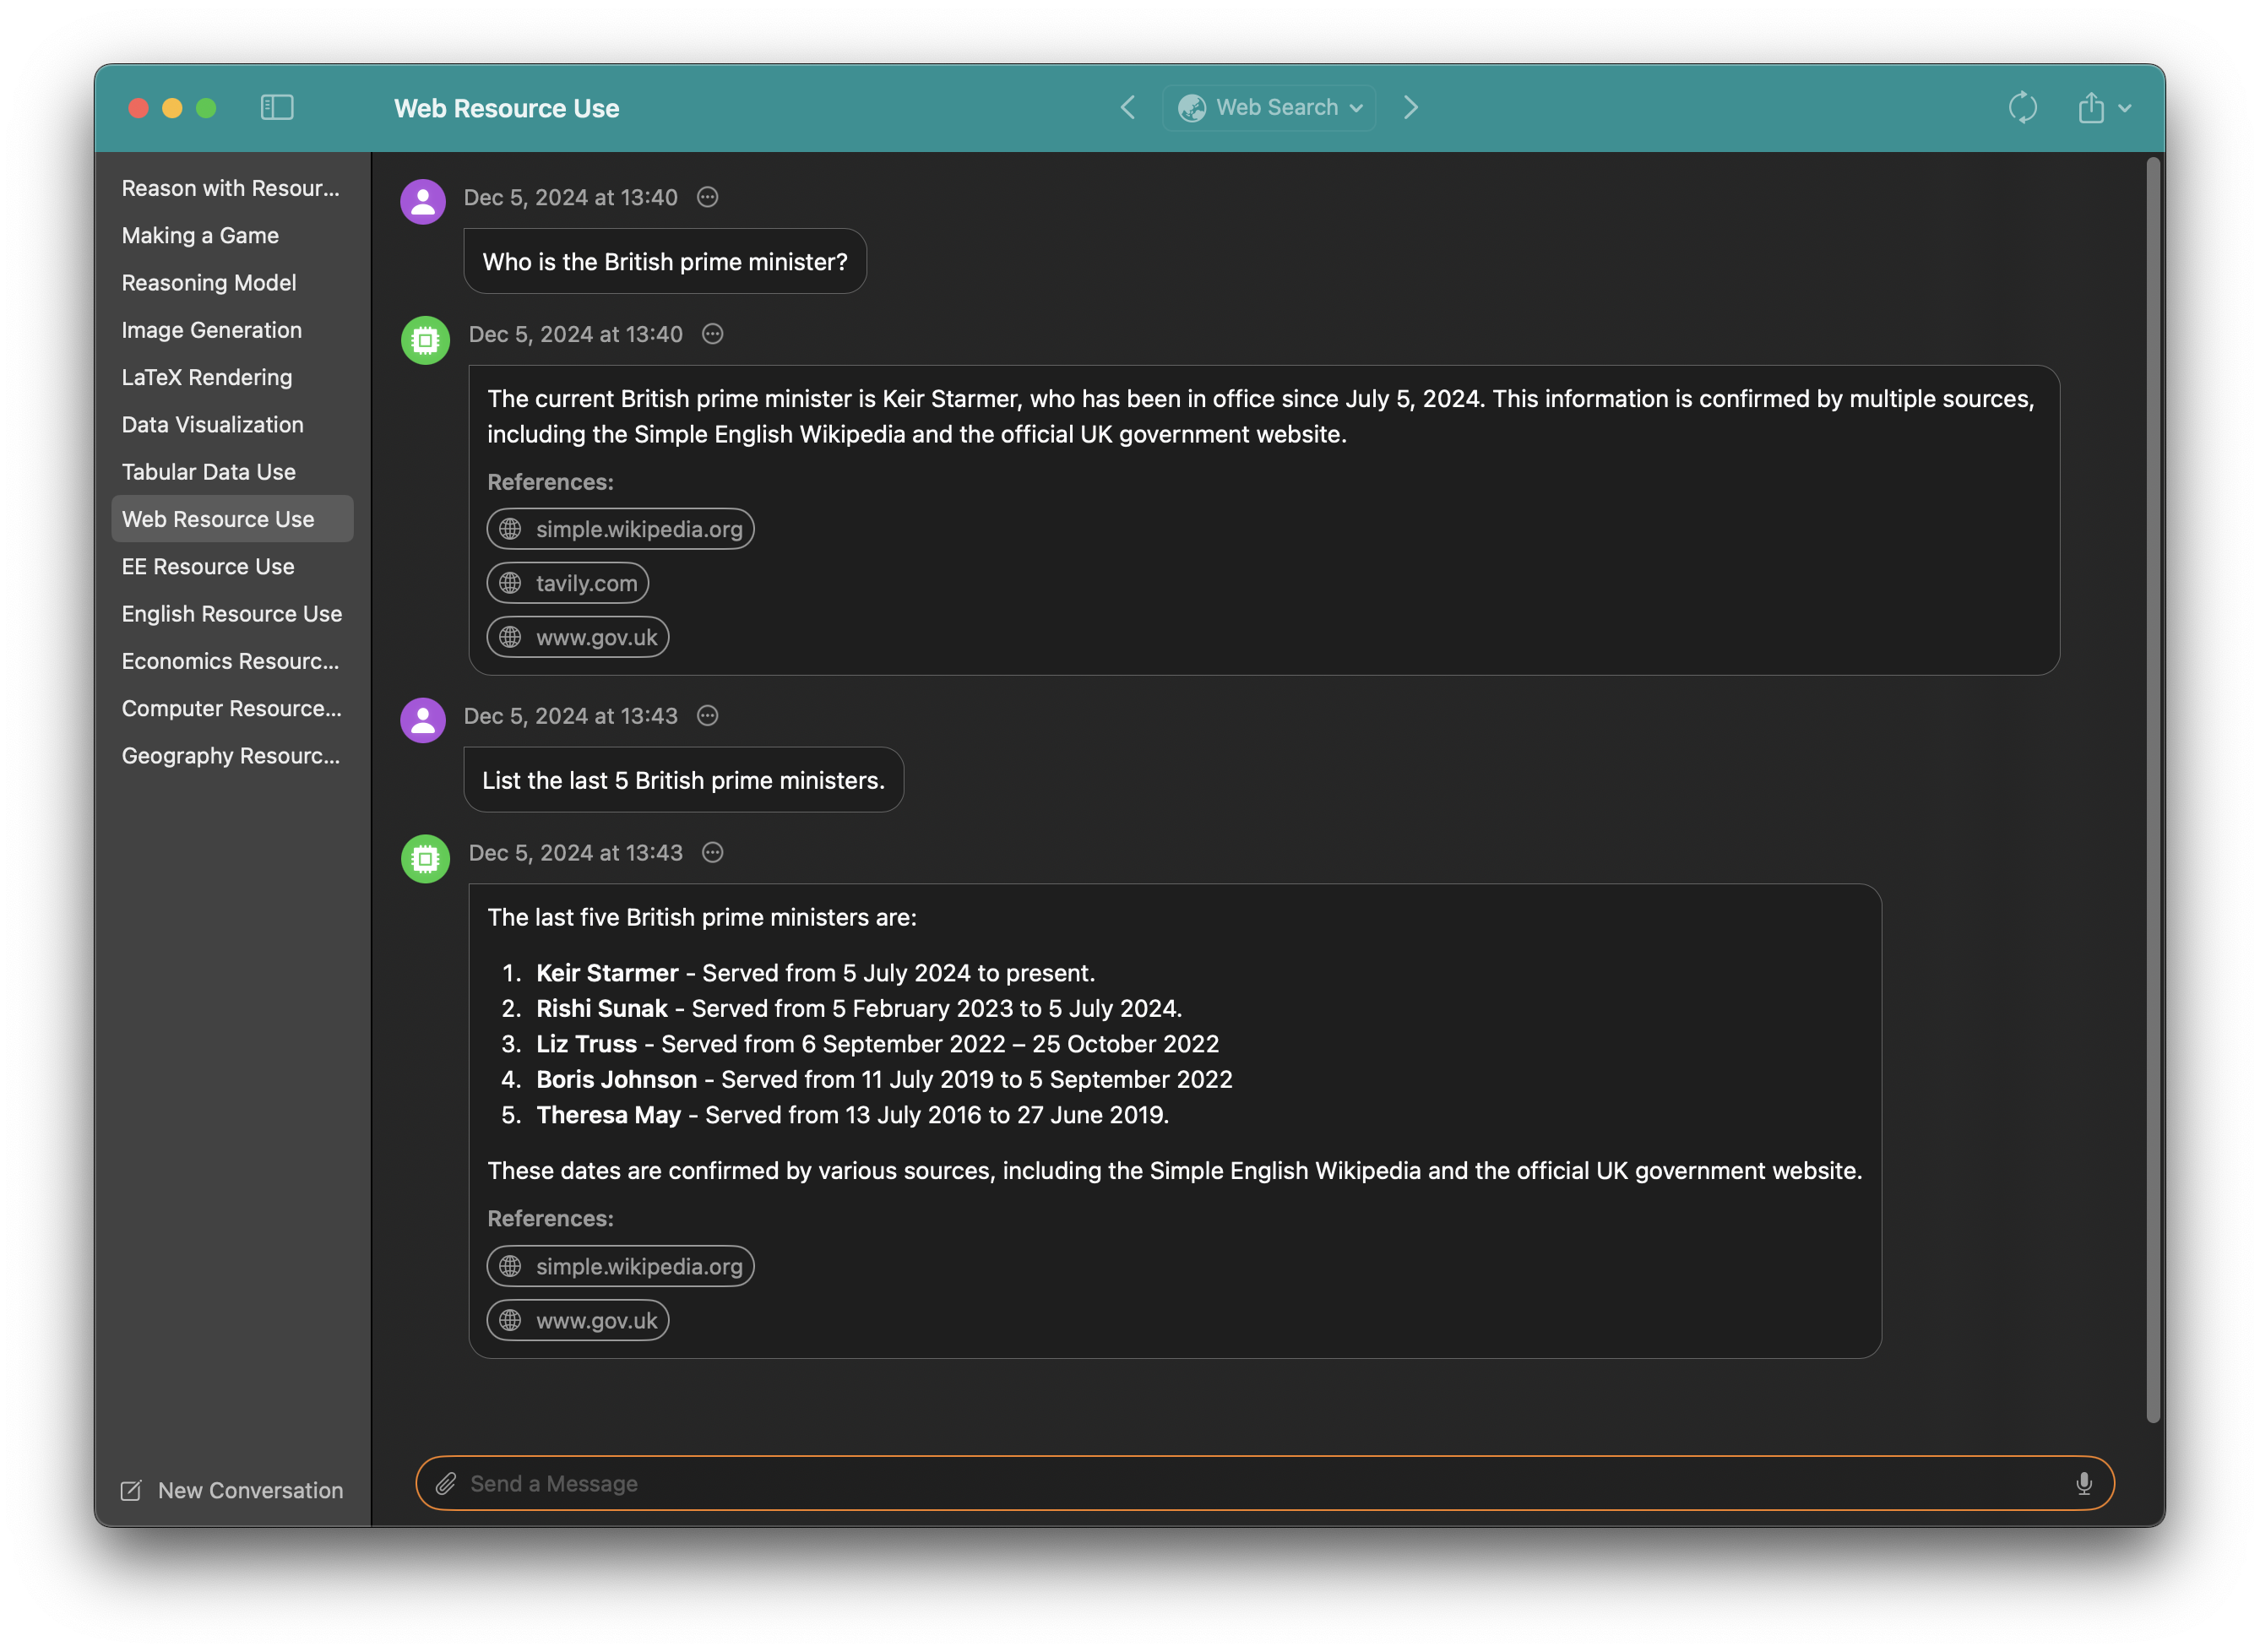 Web Resource Use
Web Search
Reason with Resour...
Making a Game
Reasoning Model
Image Generation
LaTeX Rendering
Data Visualization
Tabular Data Use
Web Resource Use
EE Resource Use
English Resource Use
Economics Resourc...
Computer Resource...
Geography Resourc...
New Conversation
Dec 5, 2024 at 13:40
Who is the British prime minister?
Dec 5, 2024 at 13:40
The current British prime minister is Keir Starmer, who has been in office since July 5, 2024. This information is confirmed by multiple sources,
including the Simple English Wikipedia and the official UK government website.
References:
simple.wikipedia.org
tavily.com
www.gov.uk
Dec 5, 2024 at 13:43
List the last 5 British prime ministers.
Dec 5, 2024 at 13:43
The last five British prime ministers are:
1. Keir Starmer - Served from 5 July 2024 to present.
2. Rishi Sunak - Served from 5 February 2023 to 5 July 2024.
3. Liz Truss - Served from 6 September 2022 – 25 October 2022
4. Boris Johnson - Served from 11 July 2019 to 5 September 2022
5. Theresa May - Served from 13 July 2016 to 27 June 2019.
These dates are confirmed by various sources, including the Simple English Wikipedia and the official UK government website.
References:
simple.wikipedia.org
www.gov.uk
Send a Message